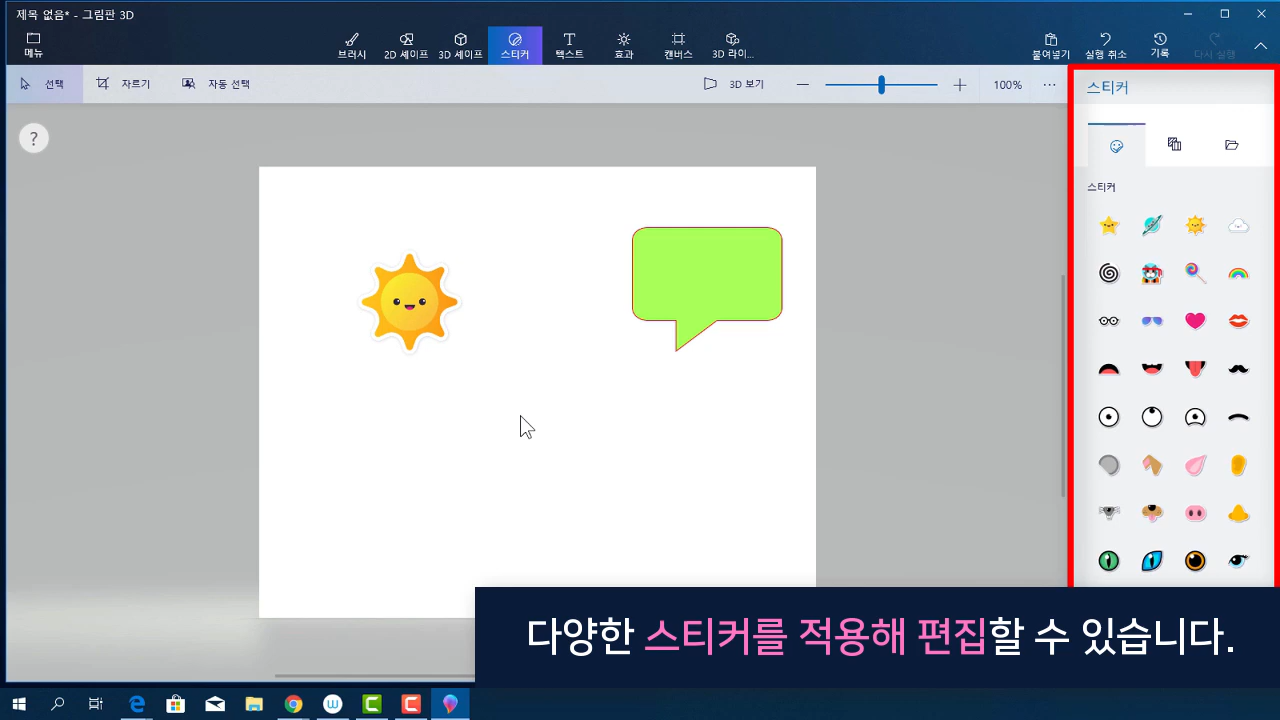 제목 없음* - 그림판 3D
메뉴
브러시
2D 셰이프
3D 셰이프
스티커
텍스트
효과
캔버스
3D 라이...
붙여넣기
실행 취소
기록
다시 실행
선택
자르기
자동 선택
3D 보기
100%
스티커
?
스티커
다양한 스티커를 적용해 편집할 수 있습니다.